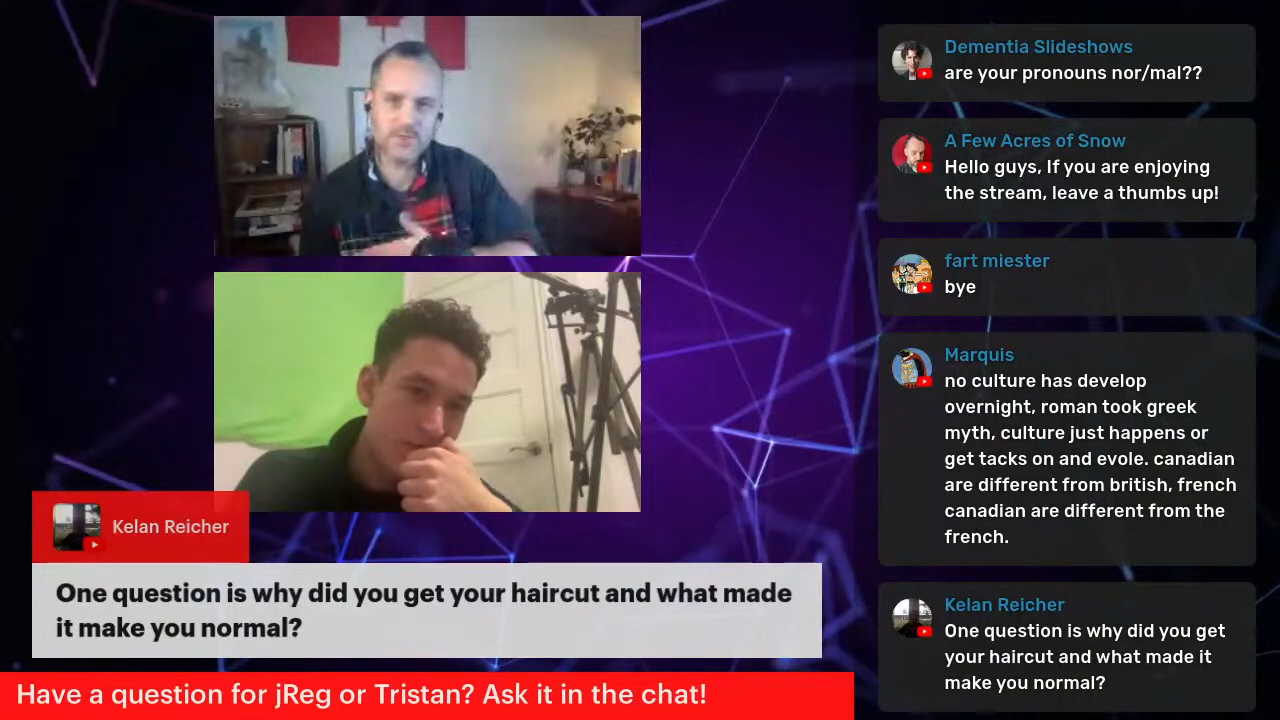 Dementia Slideshows
are your pronouns nor/mal??
A Few Acres of Snow
Hello guys, If you are enjoying
the stream, leave a thumbs up!
fart miester
bye
Marquis
no culture has develop
overnight, roman took greek
myth, culture just happens or
get tacks on and evole. canadian
are different from british, french
canadian are different from the
french.
Kelan Reicher
One question is why did you get
your haircut and what made it
make you normal?
Kelan Reicher
One question is why did you get your haircut and what made
it make you normal?
Have a question for jReg or Tristan? Ask it in the chat!